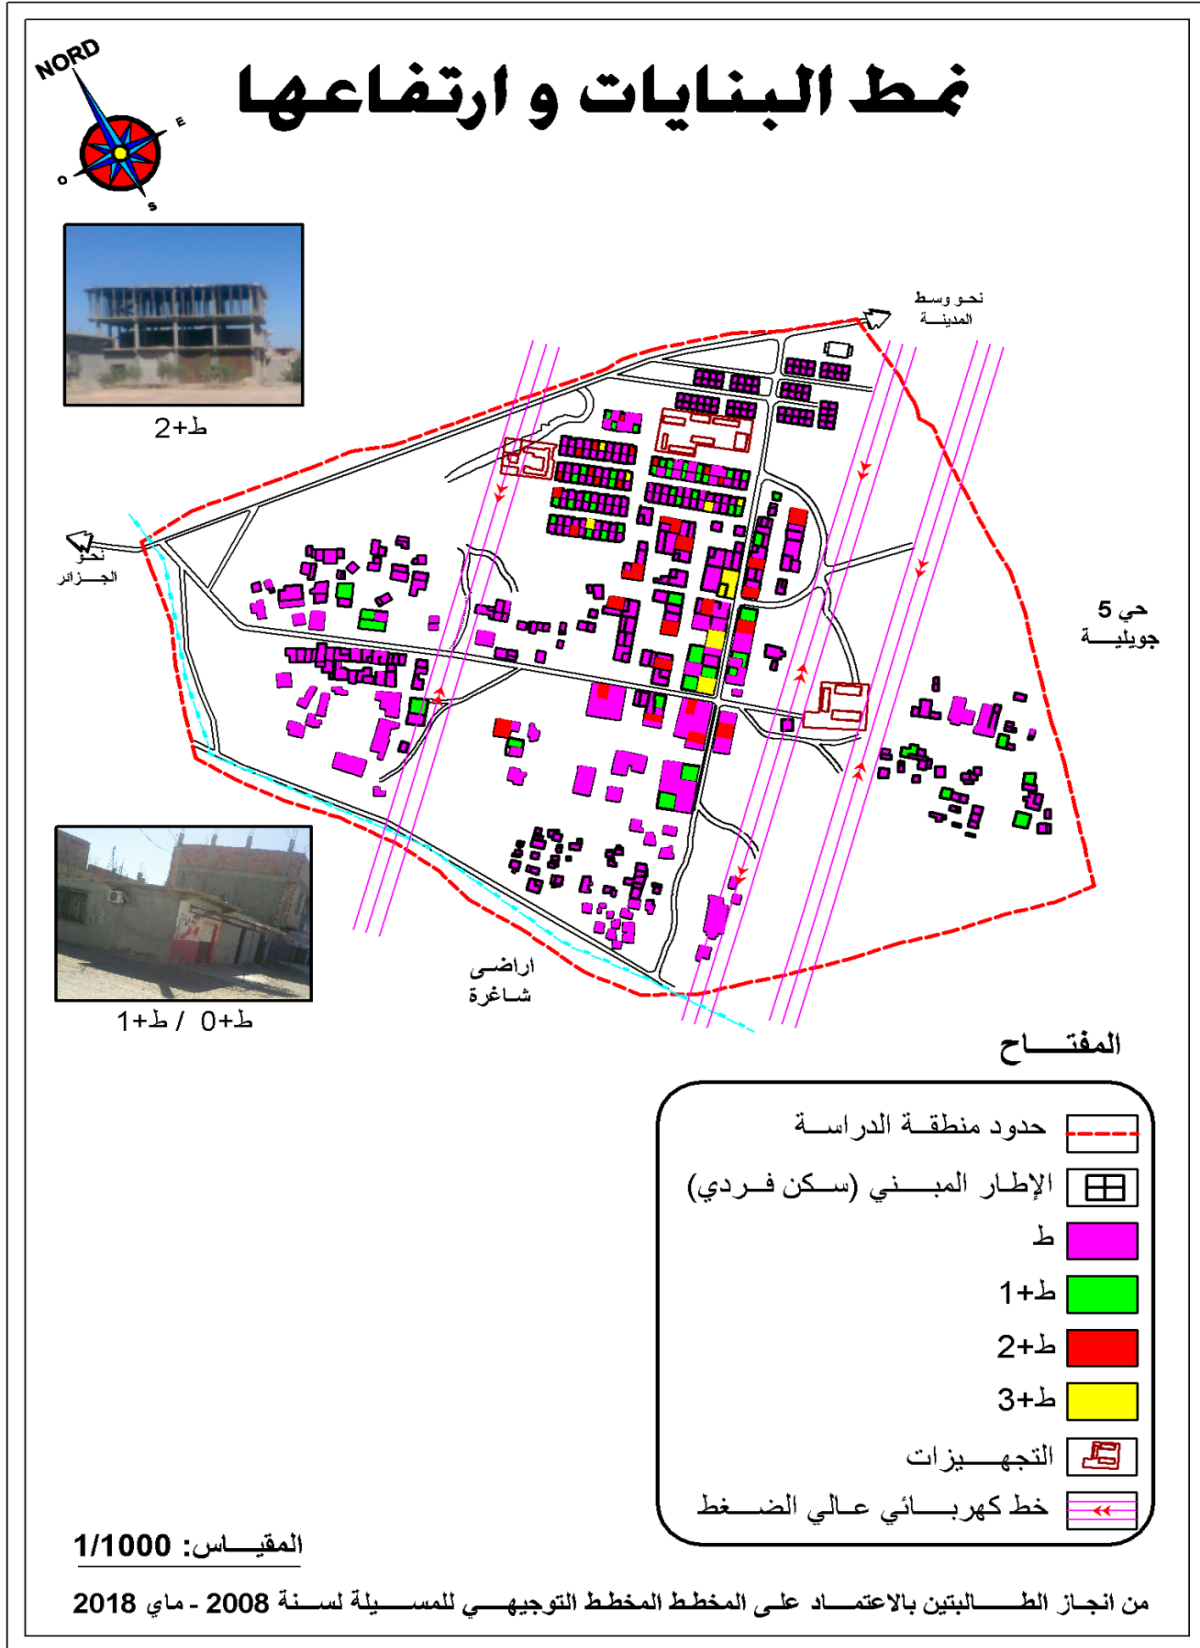 نمط البنايات و ارتفاعها
NORD
E
O
S
ط+2
نحو وسط
المدينة
نحو
الجزائر
حي 5
جويلية
اراضى
شاغرة
ط+0 / ط+1
المفتاح
حدود منطقة الدراسة
الإطار المبني (سكن فردي)
ط
ط+1
ط+2
ط+3
التجهيزات
خط كهربائي عالي الضغط
المقياس: 1/1000
من انجاز الطالبتين بالاعتماد على المخطط المخطط التوجيهي للمسيلة لسنة 2008 - ماي 2018